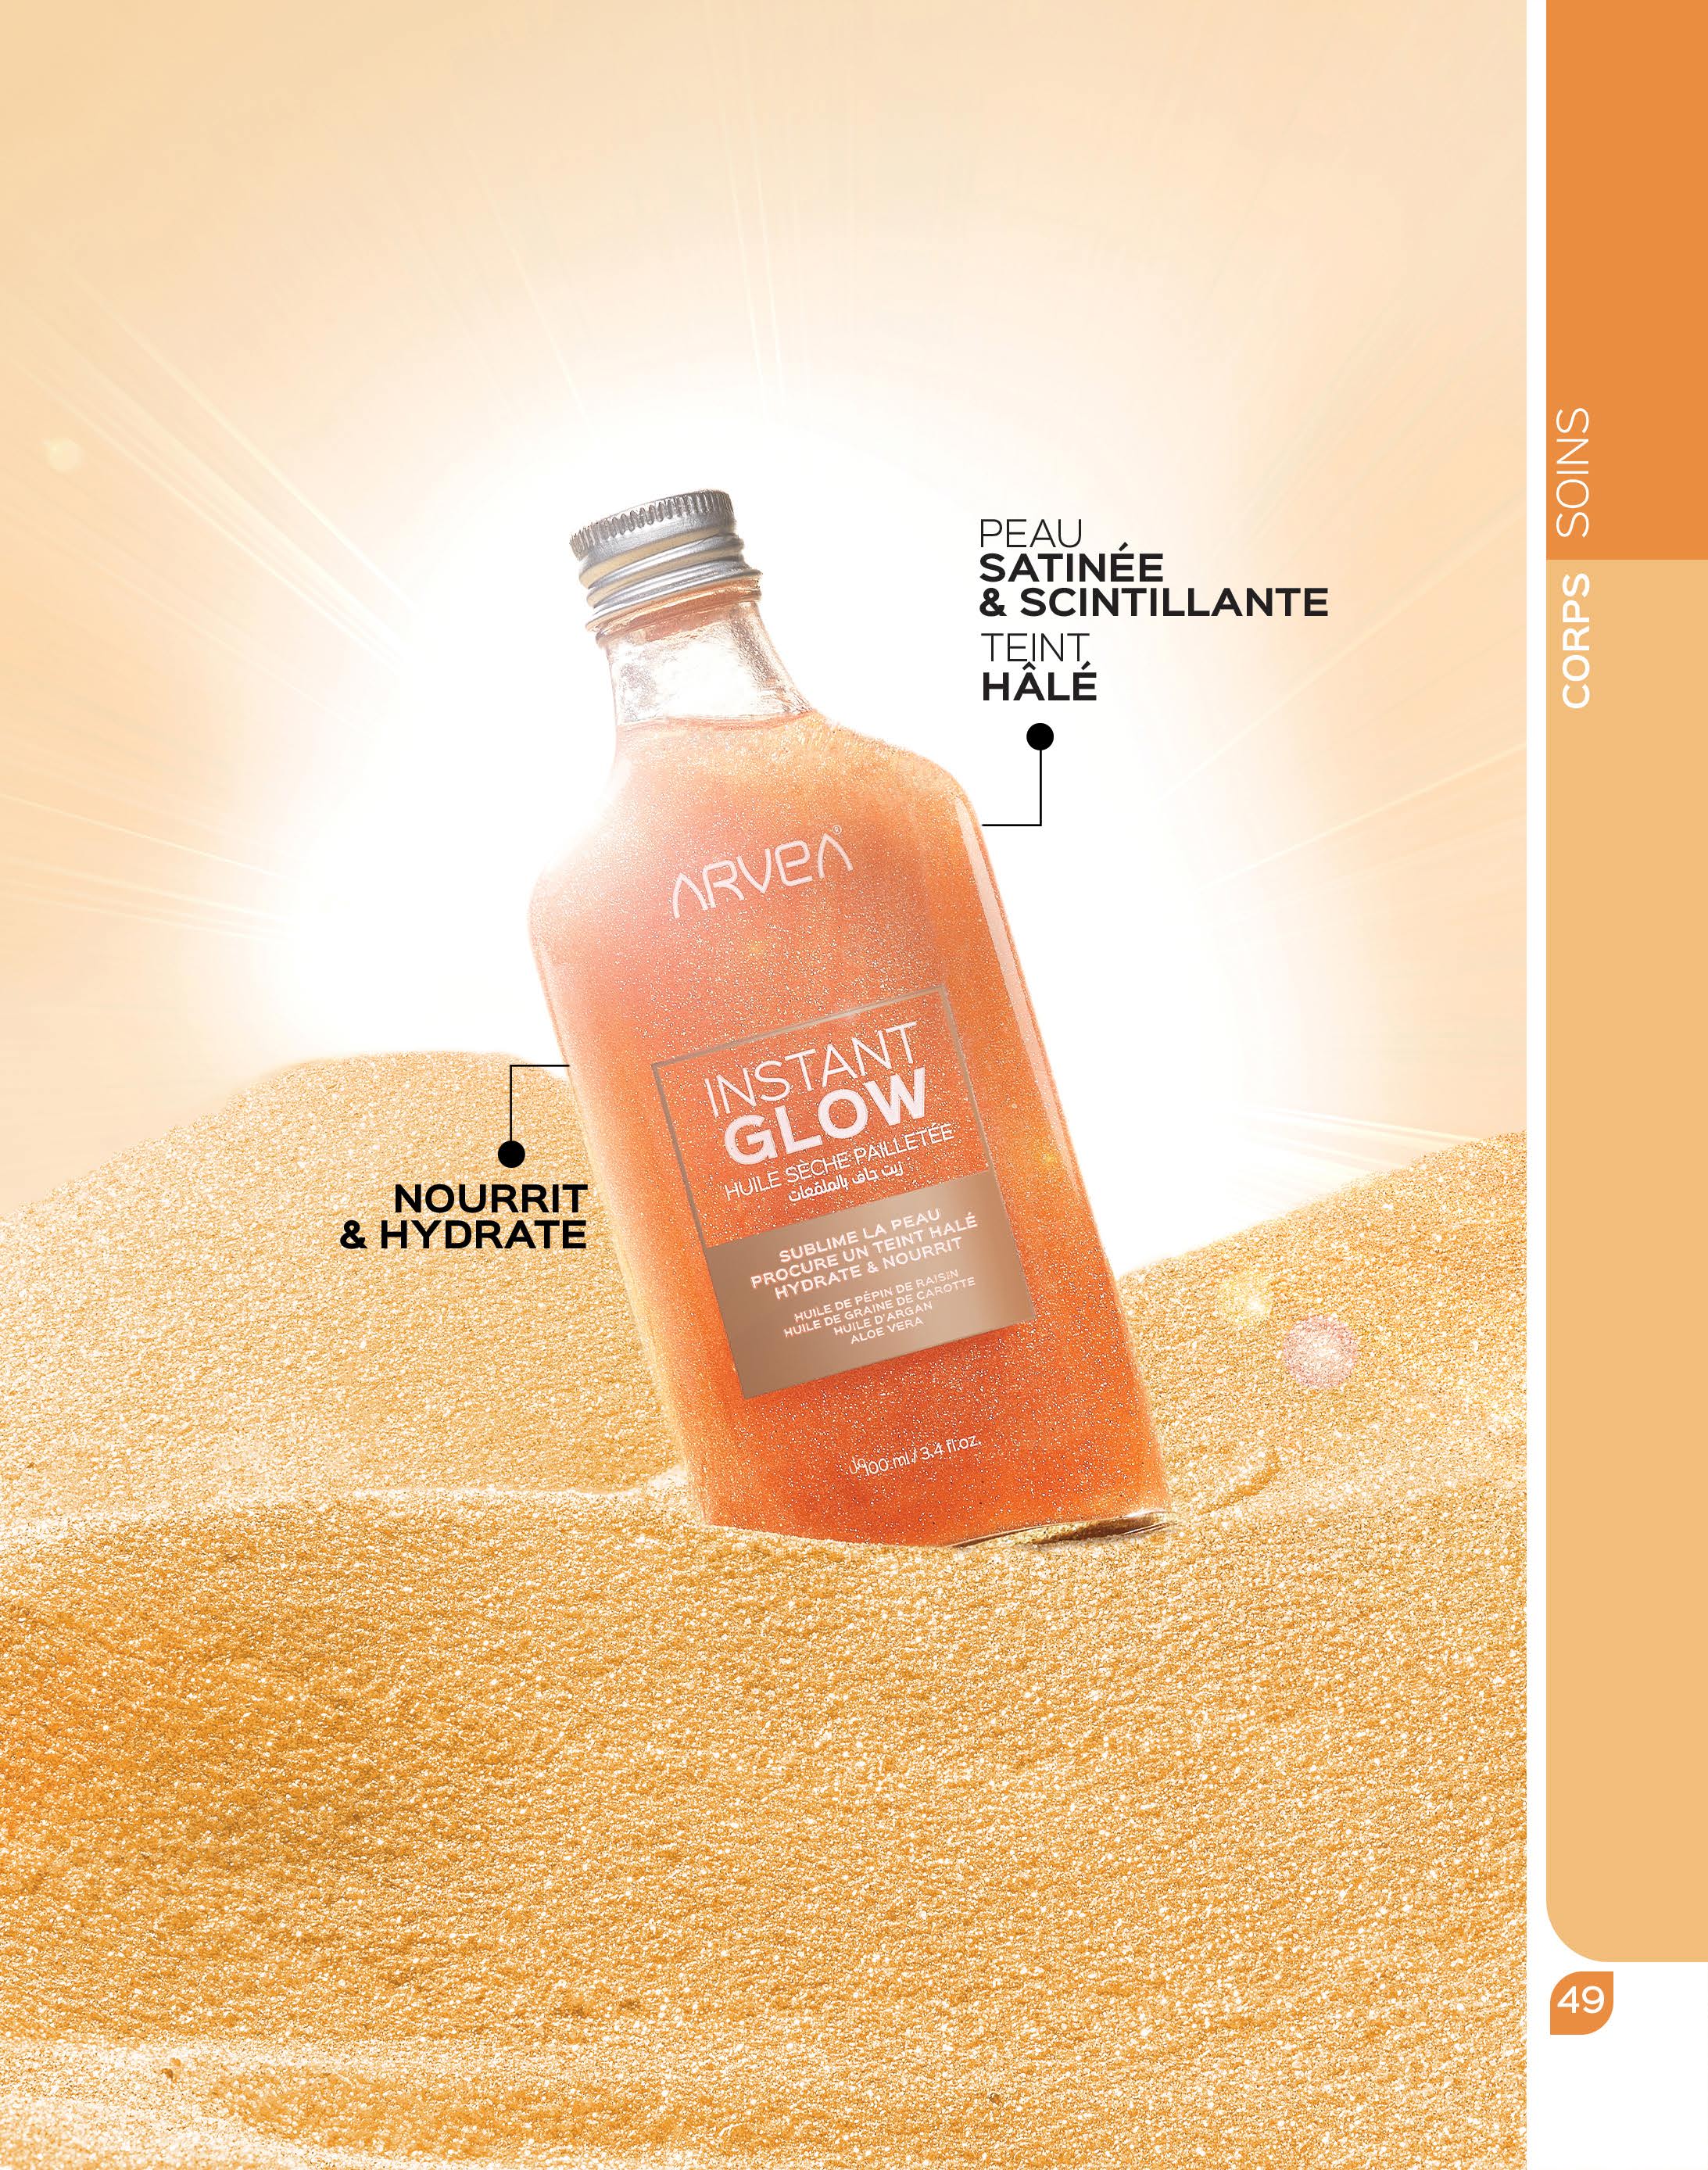 SOINS
CORPS
PEAU
SATINÉE
& SCINTILLANTE
TEINT
HÂLÉ
ARVEA®
INSTANT
GLOW
HUILE SÈCHE PAILLETÉE
زيت جاف بالملمعات
SUBLIME LA PEAU
PROCURE UN TEINT HALÉ
HYDRATE & NOURRIT
HUILE DE PÉPIN DE RAISIN
HUILE DE GRAINE DE CAROTTE
HUILE D'ARGAN
ALOE VERA
100 ml / 3.4 fl.oz.
NOURRIT
& HYDRATE
49